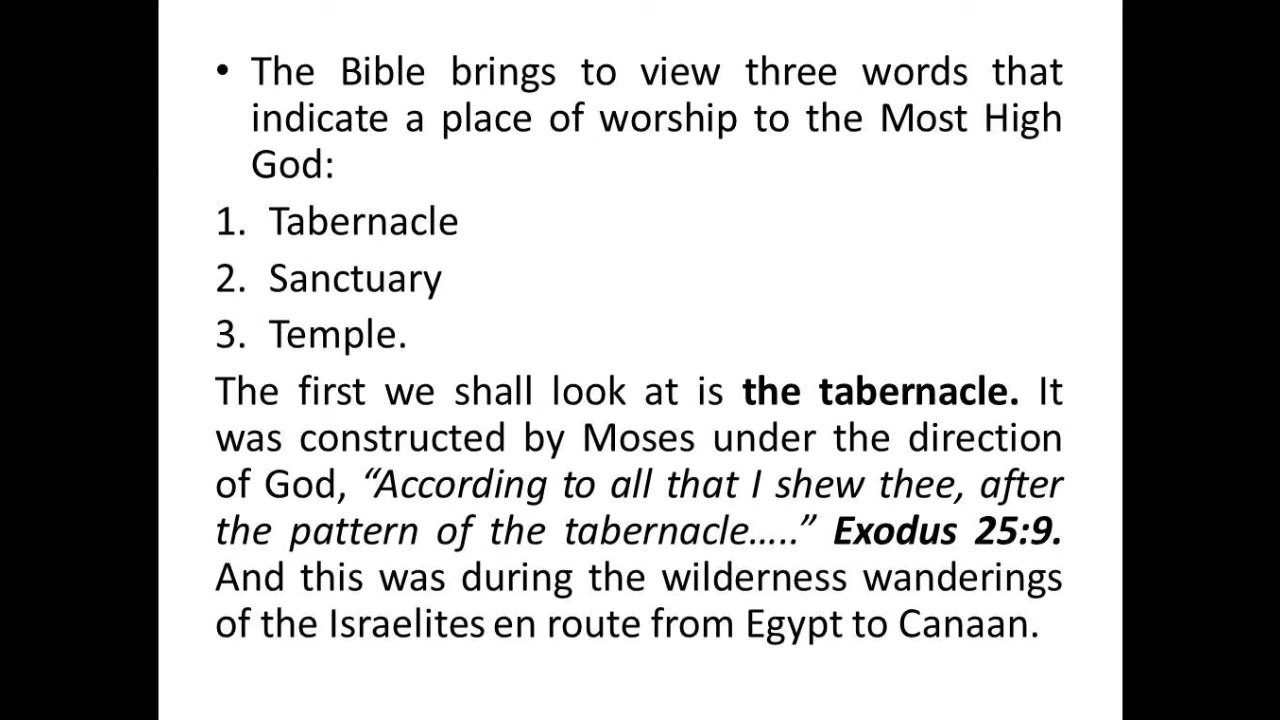 • The Bible brings to view three words that
indicate a place of worship to the Most High
God:
1. Tabernacle
2. Sanctuary
3. Temple.
The first we shall look at is the tabernacle. It
was constructed by Moses under the direction
of God, “According to all that I shew thee, after
the pattern of the tabernacle…..” Exodus 25:9.
And this was during the wilderness wanderings
of the Israelites en route from Egypt to Canaan.